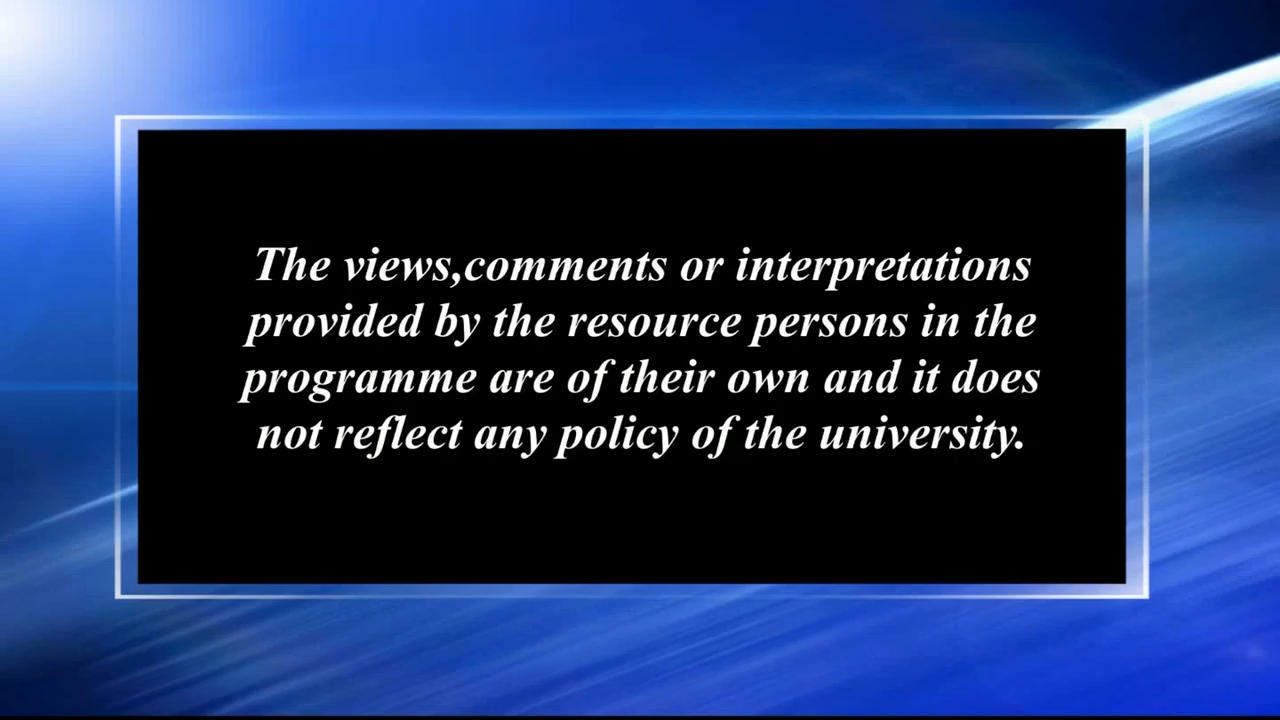 The views,comments or interpretations
provided by the resource persons in the
programme are of their own and it does
not reflect any policy of the university.